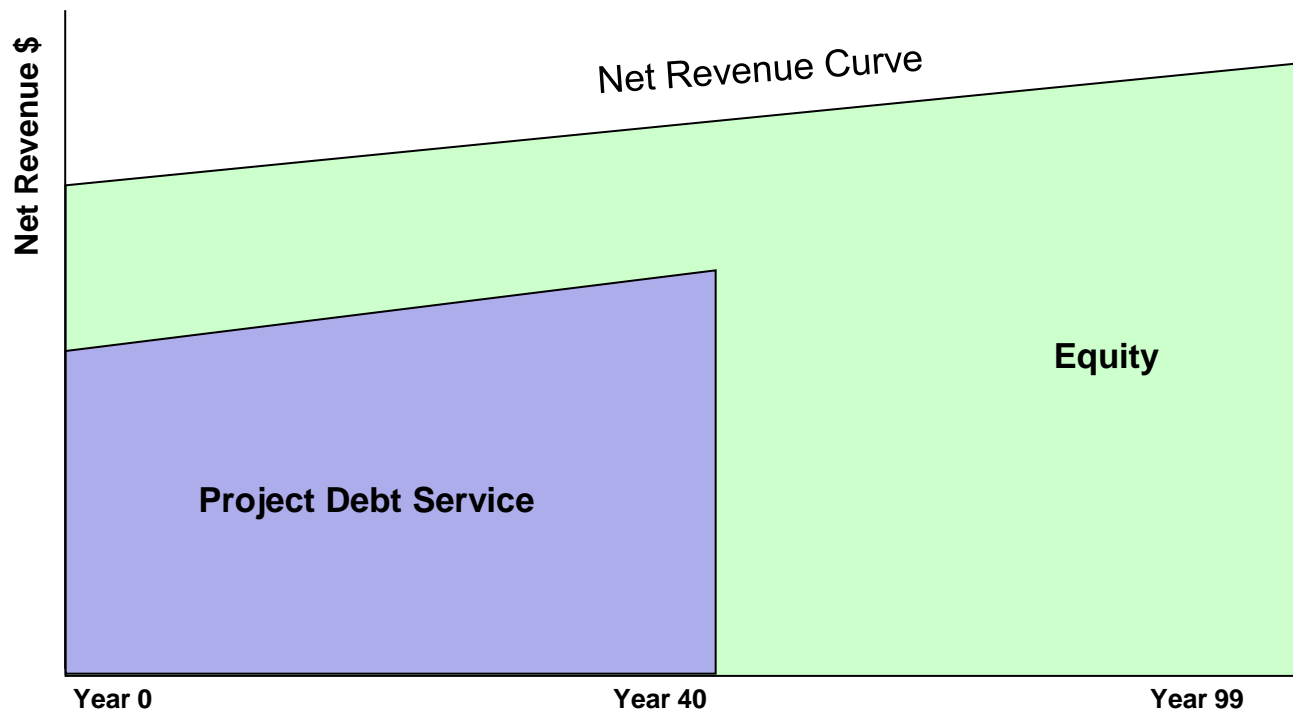 Net Revenue $
Net Revenue Curve
Equity
Project Debt Service
Year 0
Year 40
Year 99